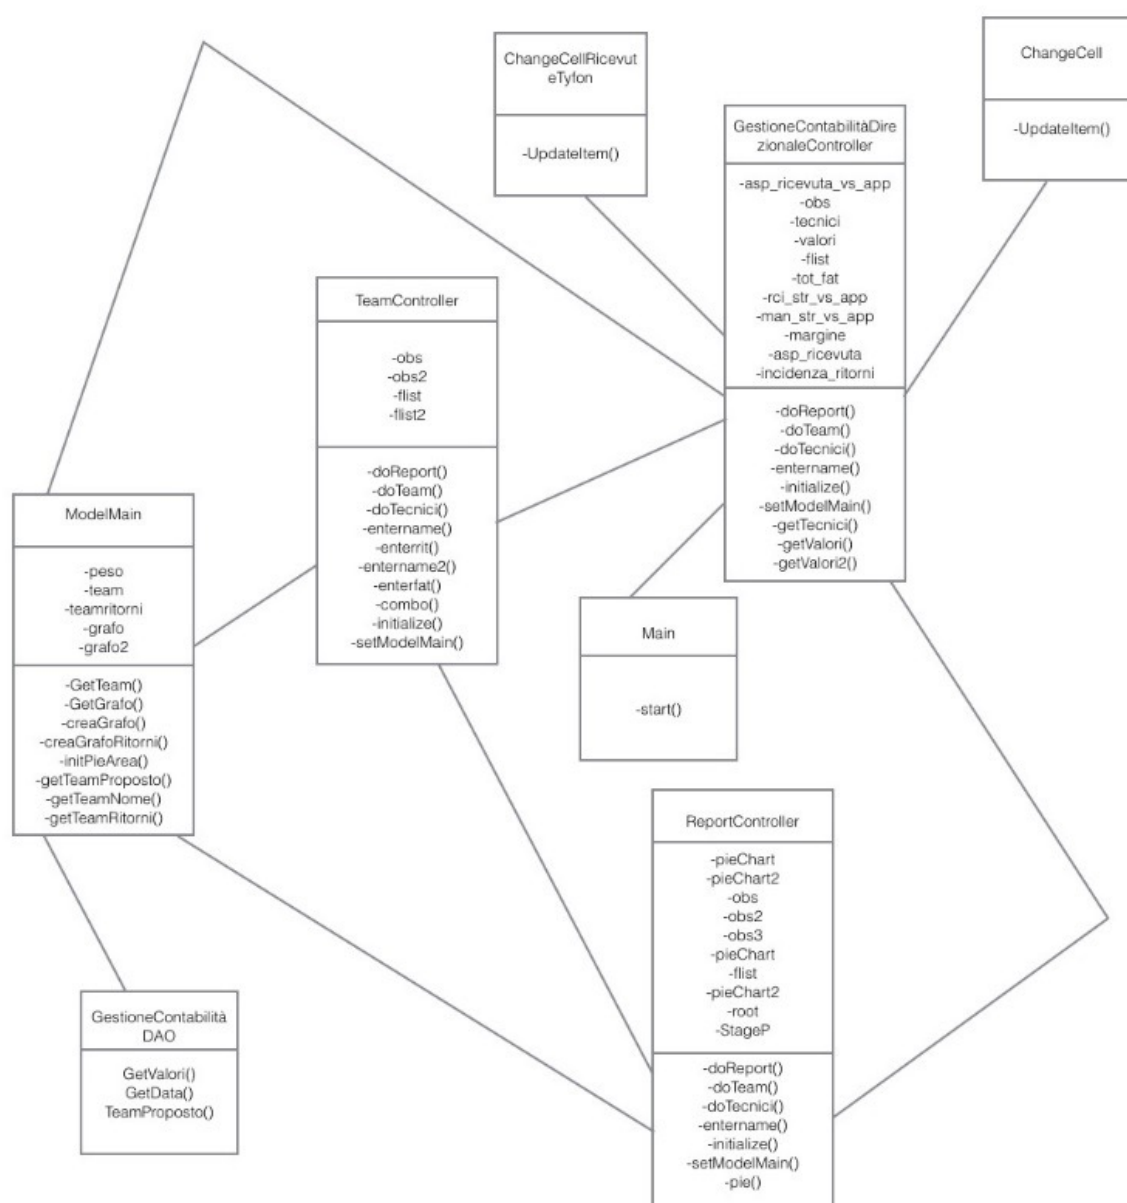 ChangeCellRicevut
eTyfon
-UpdateItem()
ChangeCell
-UpdateItem()
GestioneContabilitàDire
zionaleController
-asp_ricevuta_vs_app
-obs
-tecnici
-valori
-flist
-tot_fat
-rci_str_vs_app
-man_str_vs_app
-margine
-asp_ricevuta
-incidenza_ritorni
-doReport()
-doTeam()
-doTecnici()
-entername()
-initialize()
-setModelMain()
-getTecnici()
-getValori()
-getValori2()
TeamController
-obs
-obs2
-flist
-flist2
-doReport()
-doTeam()
-doTecnici()
-entername()
-enterrit()
-entername2()
-enterfat()
-combo()
-initialize()
-setModelMain()
ModelMain
-peso
-team
-teamritorni
-grafo
-grafo2
-GetTeam()
-GetGrafo()
-creaGrafo()
-creaGrafoRitorni()
-initPieArea()
-getTeamProposto()
-getTeamNome()
-getTeamRitorni()
Main
-start()
ReportController
-pieChart
-pieChart2
-obs
-obs2
-obs3
-pieChart
-flist
-pieChart2
-root
-StageP
-doReport()
-doTeam()
-doTecnici()
-entername()
-initialize()
-setModelMain()
-pie()
GestioneContabilità
DAO
GetValori()
GetData()
TeamProposto()